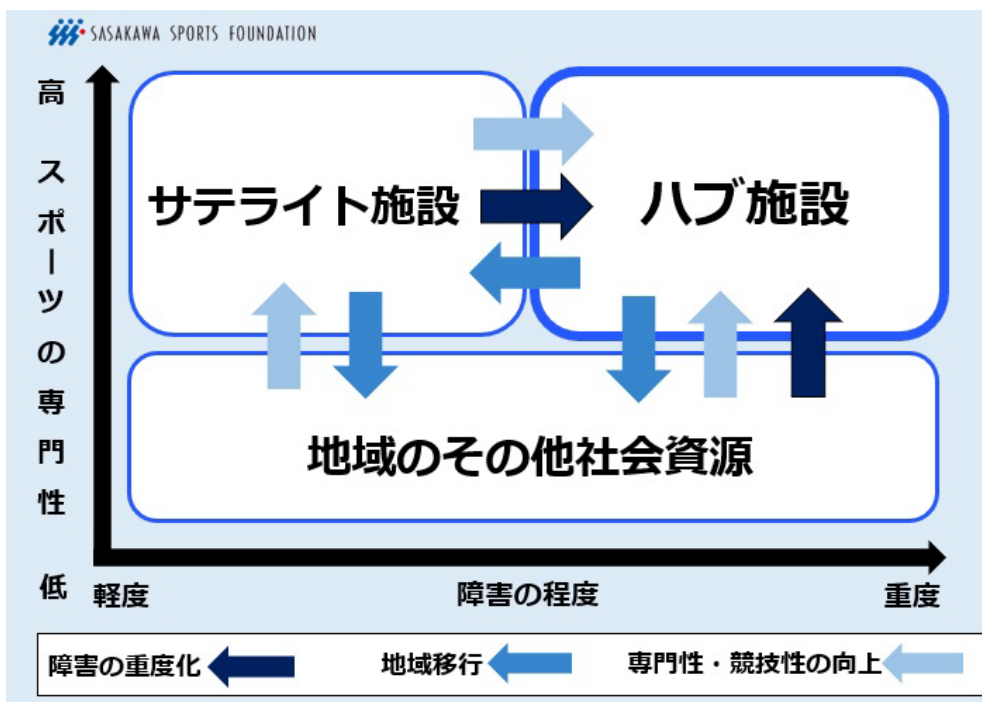 SASAKAWA SPORTS FOUNDATION
高
スポーツの専門性
低
サテライト施設
ハブ施設
地域のその他社会資源
軽度
障害の程度
重度
障害の重度化
地域移行
専門性・競技性の向上